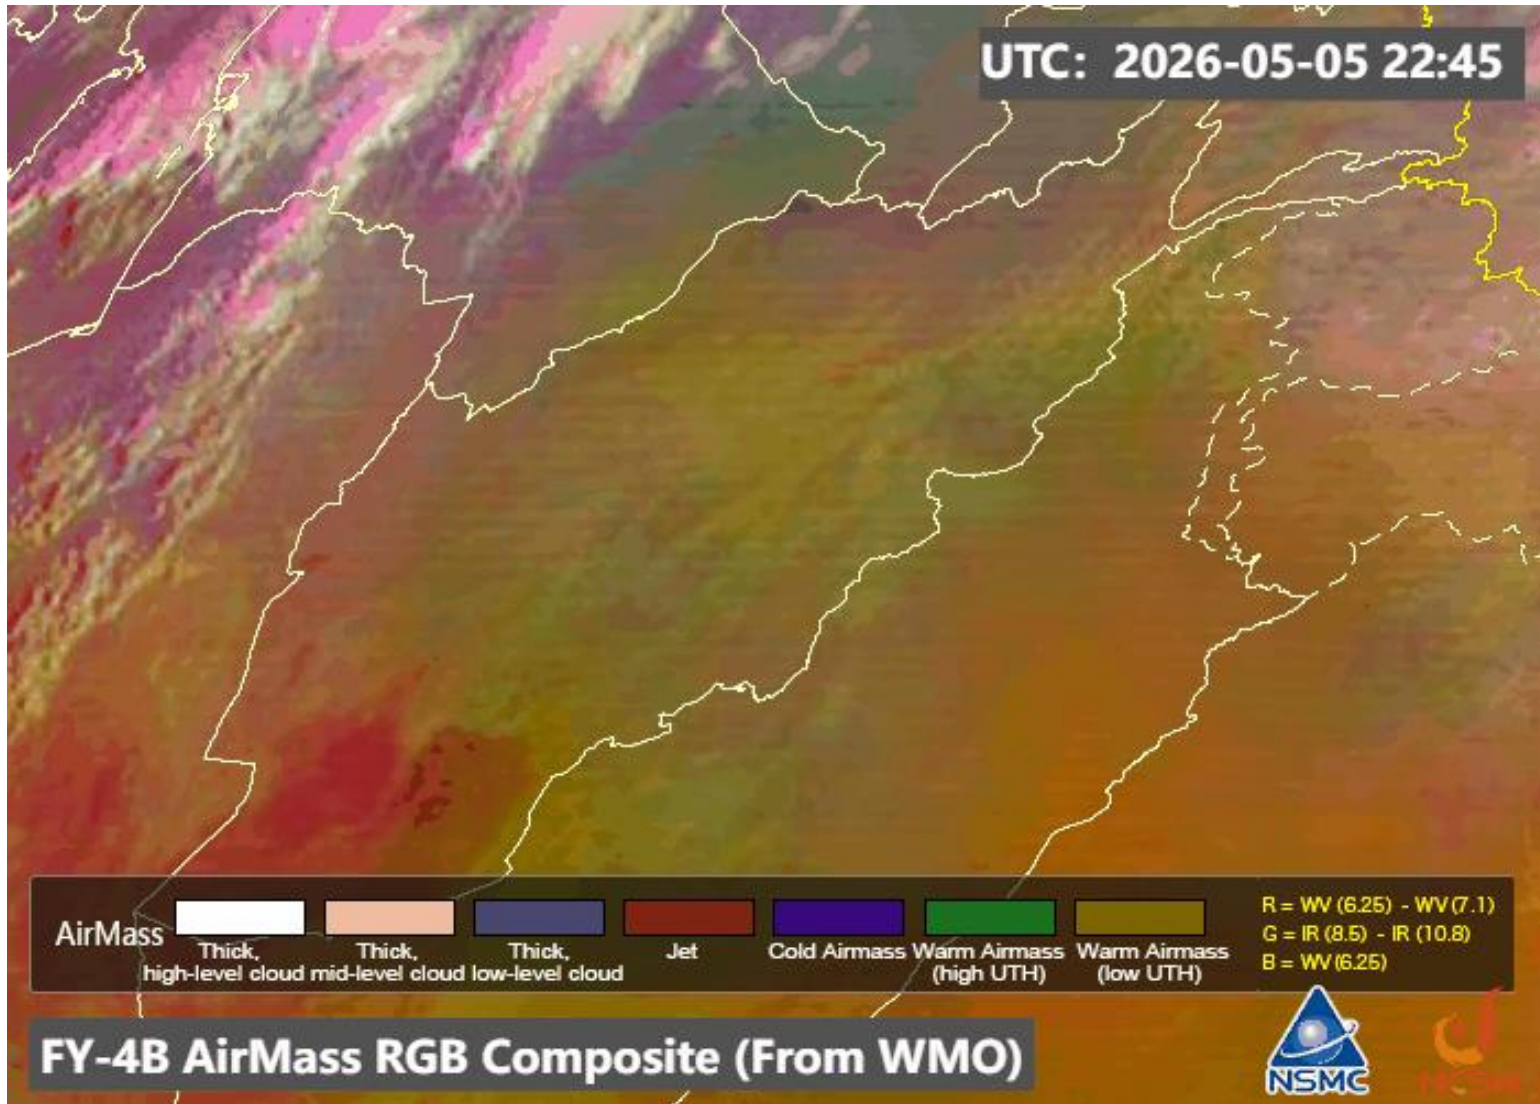 UTC: 2026-05-05 22:45
AirMass
Thick,
high-level cloud
Thick,
mid-level cloud
Thick,
low-level cloud
Jet
Cold Airmass
Warm Airmass
(high UTH)
Warm Airmass
(low UTH)
R = WV (6.25) - WV (7.1)
G = IR (8.5) - IR (10.8)
B = WV (6.25)
FY-4B AirMass RGB Composite (From WMO)
NSMC